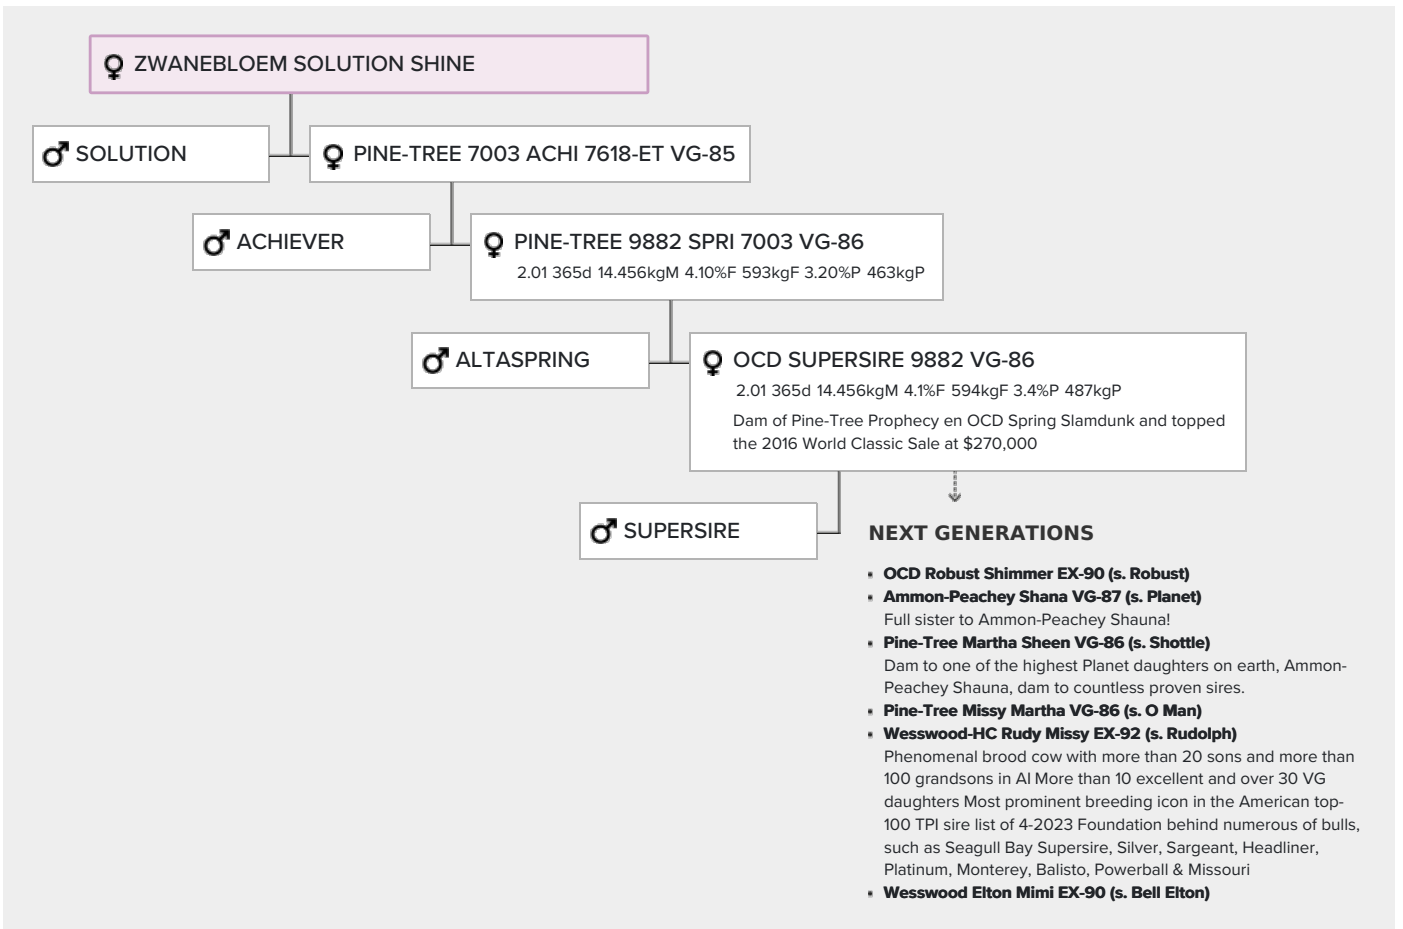 ZWANEBLOEM SOLUTION SHINE
SOLUTION
PINE-TREE 7003 ACHI 7618-ET VG-85
ACHIEVER
PINE-TREE 9882 SPRI 7003 VG-86
2.01 365d 14.456kgM 4.10%F 593kgF 3.20%P 463kgP
ALTASPRING
OCD SUPERSIRE 9882 VG-86
2.01 365d 14.456kgM 4.1%F 594kgF 3.4%P 487kgP
Dam of Pine-Tree Prophecy en OCD Spring Slamdunk and topped
the 2016 World Classic Sale at $270,000
SUPERSIRE
NEXT GENERATIONS
OCD Robust Shimmer EX-90 (s. Robust)
Ammon-Peachey Shana VG-87 (s. Planet)
Full sister to Ammon-Peachey Shauna!
Pine-Tree Martha Sheen VG-86 (s. Shottle)
Dam to one of the highest Planet daughters on earth, Ammon-
Peachey Shauna, dam to countless proven sires.
Pine-Tree Missy Martha VG-86 (s. O Man)
Wesswood-HC Rudy Missy EX-92 (s. Rudolph)
Phenomenal brood cow with more than 20 sons and more than
100 grandsons in AI More than 10 excellent and over 30 VG
daughters Most prominent breeding icon in the American top-
100 TPI sire list of 4-2023 Foundation behind numerous of bulls,
such as Seagull Bay Supersire, Silver, Sargeant, Headliner,
Platinum, Monterey, Balisto, Powerball & Missouri
Wesswood Elton Mimi EX-90 (s. Bell Elton)